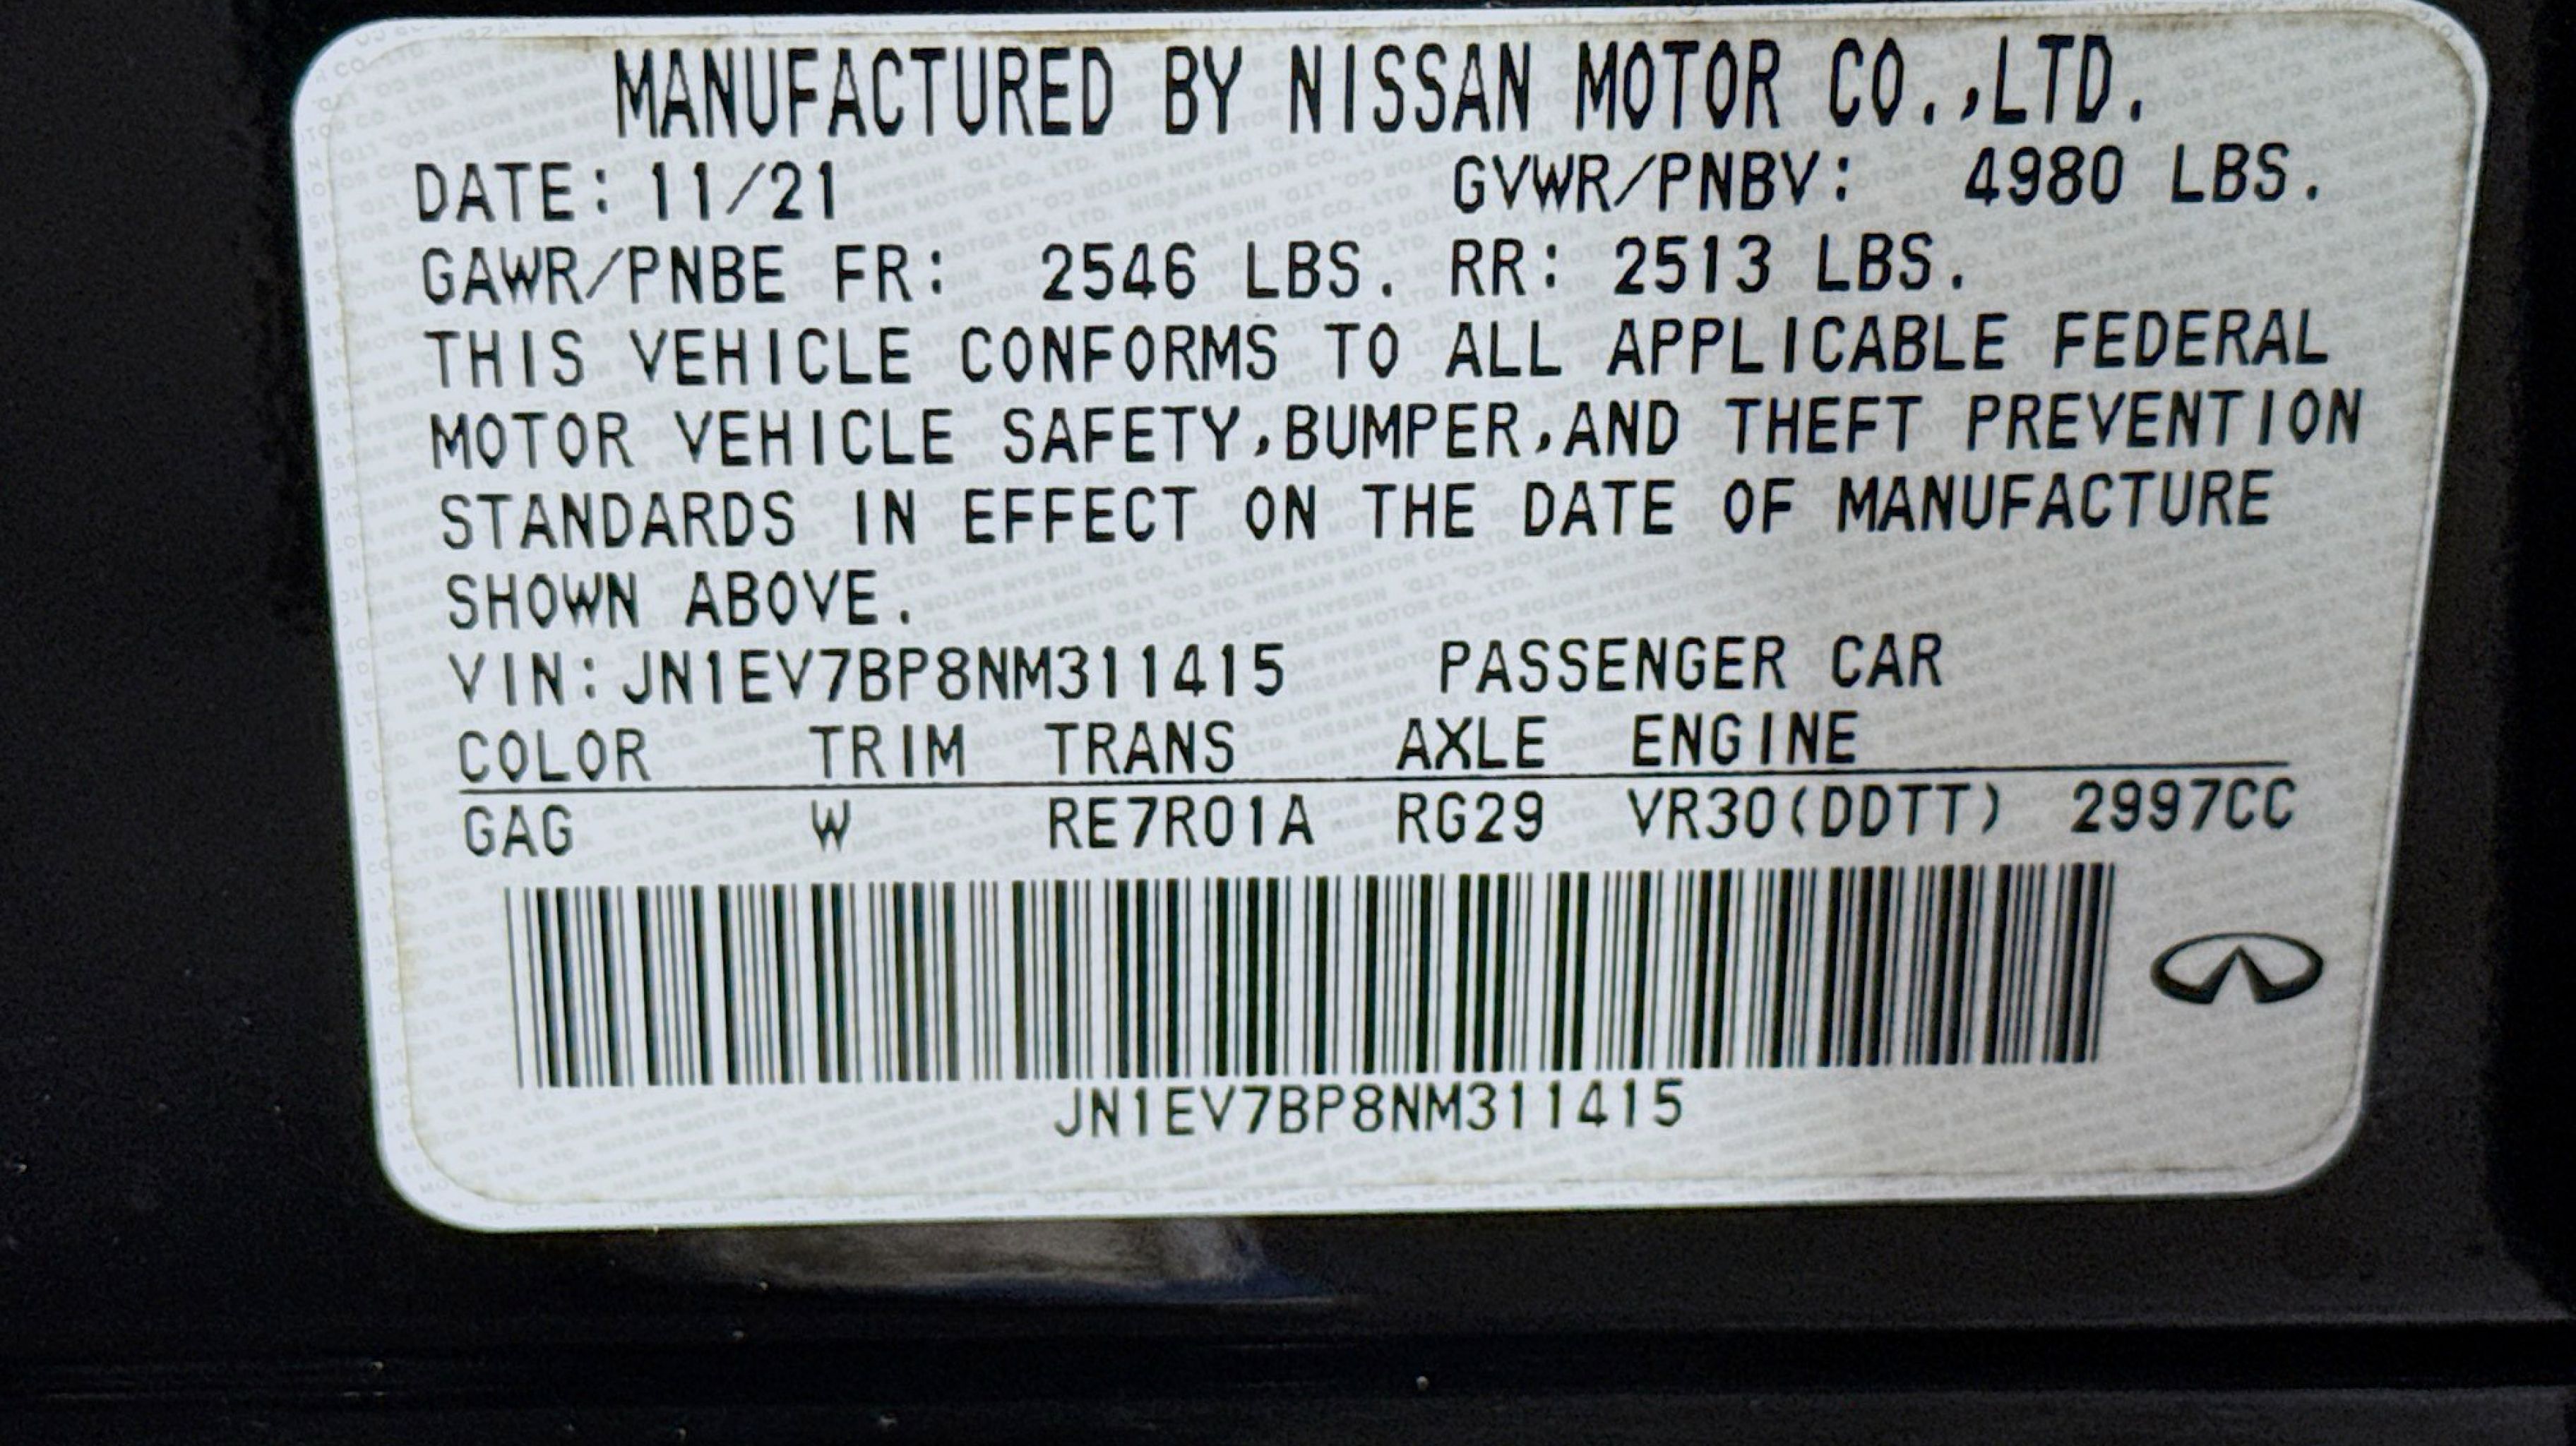 MANUFACTURED BY NISSAN MOTOR CO.,LTD.
DATE: 11/21 GVWR/PNBV: 4980 LBS.
GAWR/PNBE FR: 2546 LBS. RR: 2513 LBS.
THIS VEHICLE CONFORMS TO ALL APPLICABLE FEDERAL
MOTOR VEHICLE SAFETY,BUMPER,AND THEFT PREVENTION
STANDARDS IN EFFECT ON THE DATE OF MANUFACTURE
SHOWN ABOVE.
VIN:JN1EV7BP8NM311415 PASSENGER CAR
COLOR TRIM TRANS AXLE ENGINE
GAG W RE7R01A RG29 VR30(DDTT) 2997CC
JN1EV7BP8NM311415